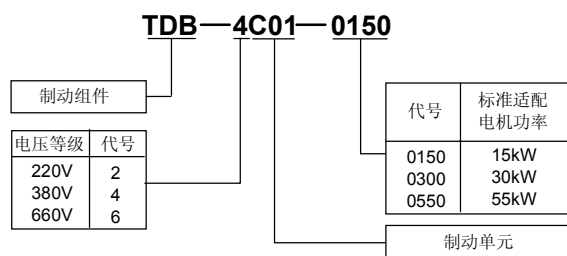 TDB—4C01—0150
制动组件
电压等级 代号
220V 2
380V 4
660V 6
代号 标准适配
电机功率
0150 15kW
0300 30kW
0550 55kW
制动单元